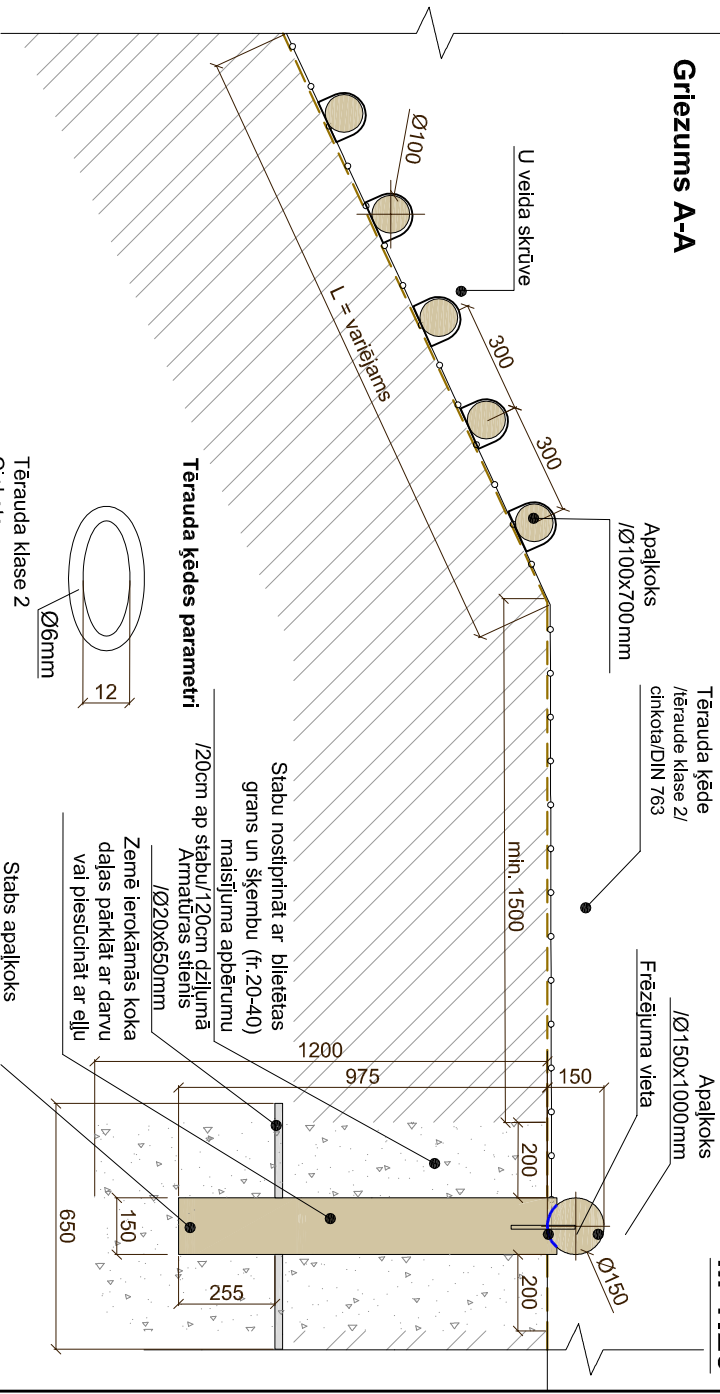 Griezums A-A
Ø100
U veida skrūve
300
300
L = variējams
Apaļkoks
/Ø100x700mm
Tērauda ķēde
/tēraude klase 2/
cinkota/DIN 763
min. 1500
Apaļkoks
/Ø150x1000mm
Frēzējuma vieta
Ø150
150
975
1200
200
200
150
255
650
Stabu nostiprināt ar blietētas
grans un šķembu (fr.20-40)
maisījuma apbērumu
/20cm ap stabu/120cm dziļumā
Armatūras stienis
/Ø20x650mm
Zemē ierokāmās koka
daļas pārklāt ar darvu
vai piesūcināt ar eļļu
Stabs apaļkoks
Tērauda ķēdes parametri
12
Ø6mm
Tērauda klase 2